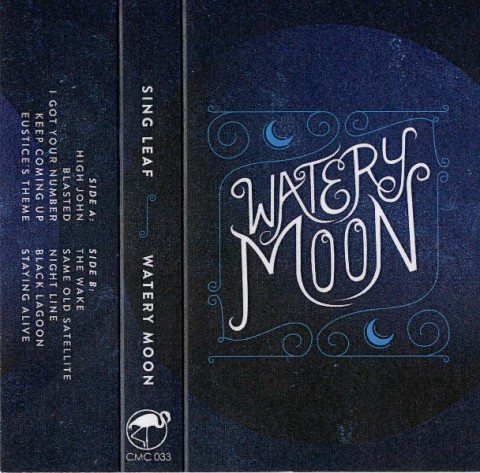 SIDE A:
HIGH JOHN
BLASTED
I GOT YOUR NUMBER
KEEP COMING UP
EUSTICE'S THEME
SIDE B:
THE WAKE
SAME OLD SATELLITE
NIGHT LINE
BLACK LAGOON
STAYING ALIVE
SING LEAF
WATERY MOON
CMC 033
WATERY
MOON